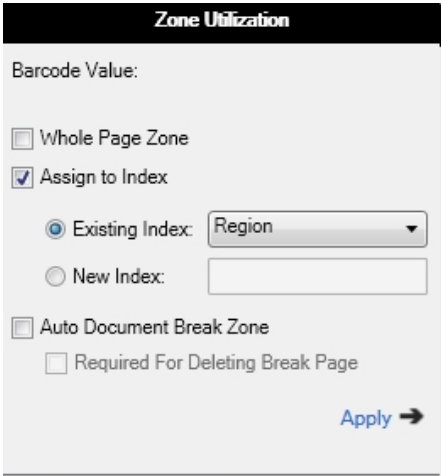 Zone Utilization
Barcode Value:
Whole Page Zone
Assign to Index
Existing Index: Region
New Index:
Auto Document Break Zone
Required For Deleting Break Page
Apply